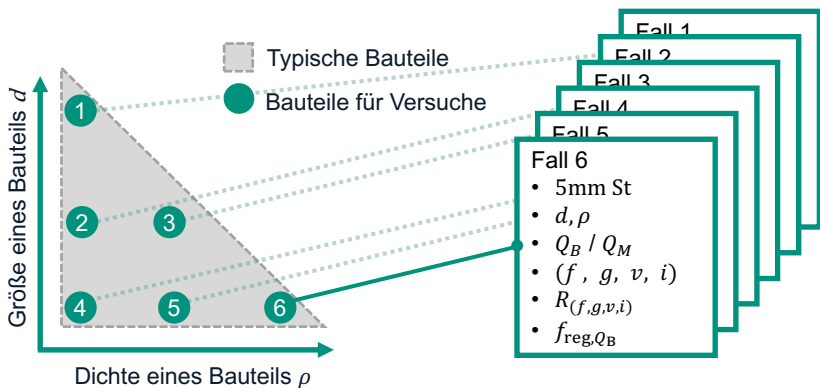 Größe eines Bauteils d
Dichte eines Bauteils ρ
Typische Bauteile
Bauteile für Versuche
1
2
3
4
5
6
Fall 1
Fall 2
Fall 3
Fall 4
Fall 5
Fall 6
• 5mm St
• d, ρ
• Q_B / Q_M
• (f , g, v, i)
• R_(f,g,v,i)
• f_reg,Q_B